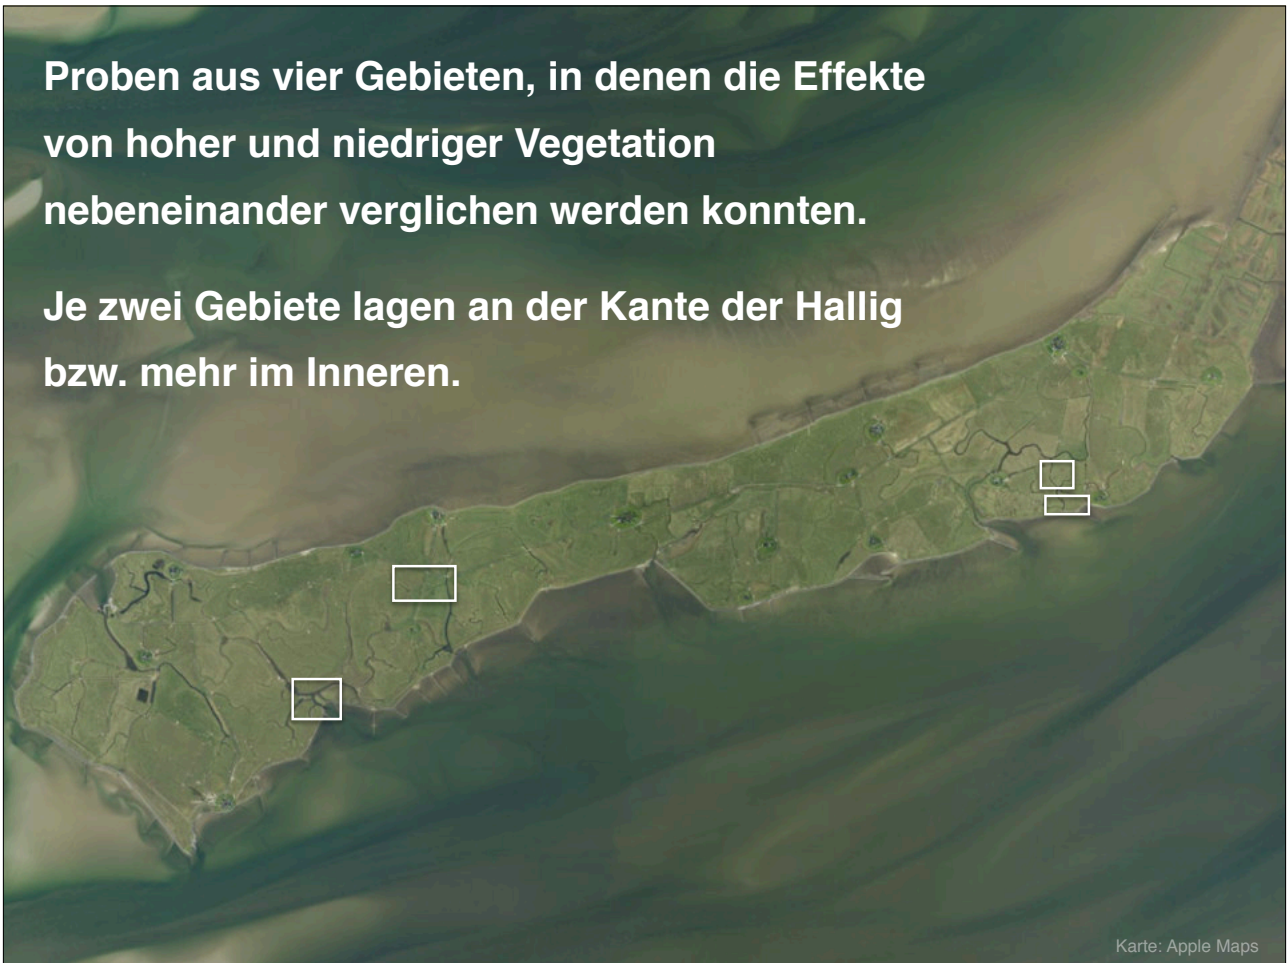 Proben aus vier Gebieten, in denen die Effekte
von hoher und niedriger Vegetation
nebeneinander verglichen werden konnten.
Je zwei Gebiete lagen an der Kante der Hallig
bzw. mehr im Inneren.
Karte: Apple Maps